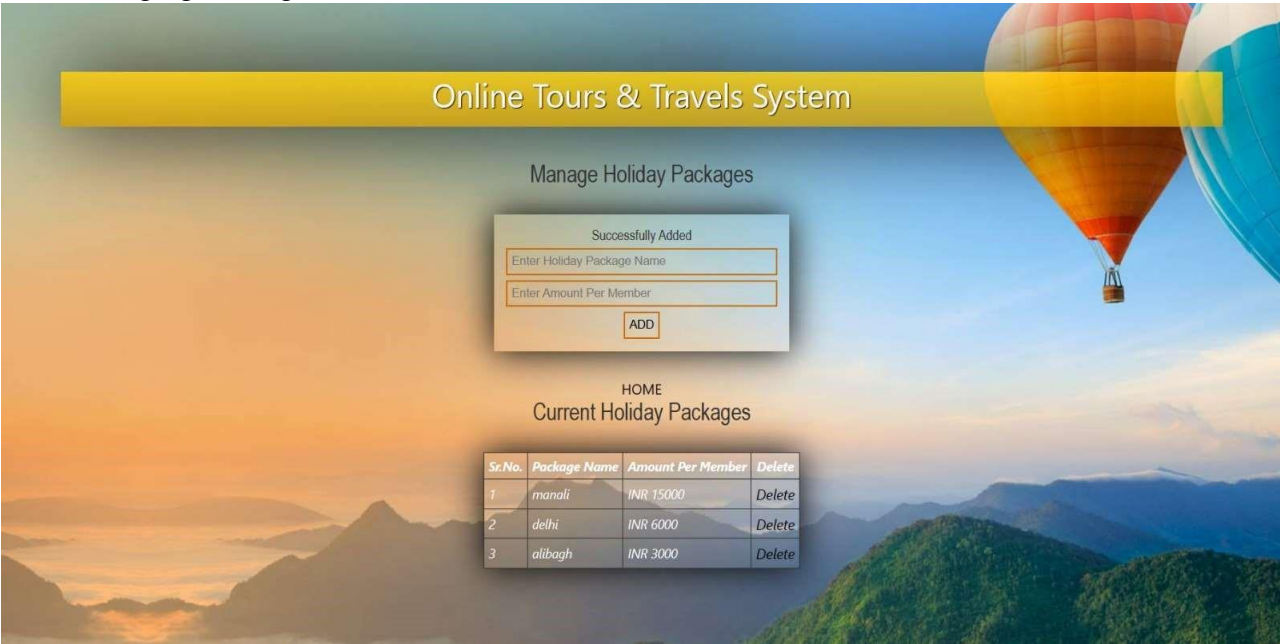 Online Tours & Travels System
Manage Holiday Packages
Successfully Added
Enter Holiday Package Name
Enter Amount Per Member
ADD
HOME
Current Holiday Packages
Sr.No. Package Name Amount Per Member Delete
1 manali INR 15000 Delete
2 delhi INR 6000 Delete
3 alibagh INR 3000 Delete